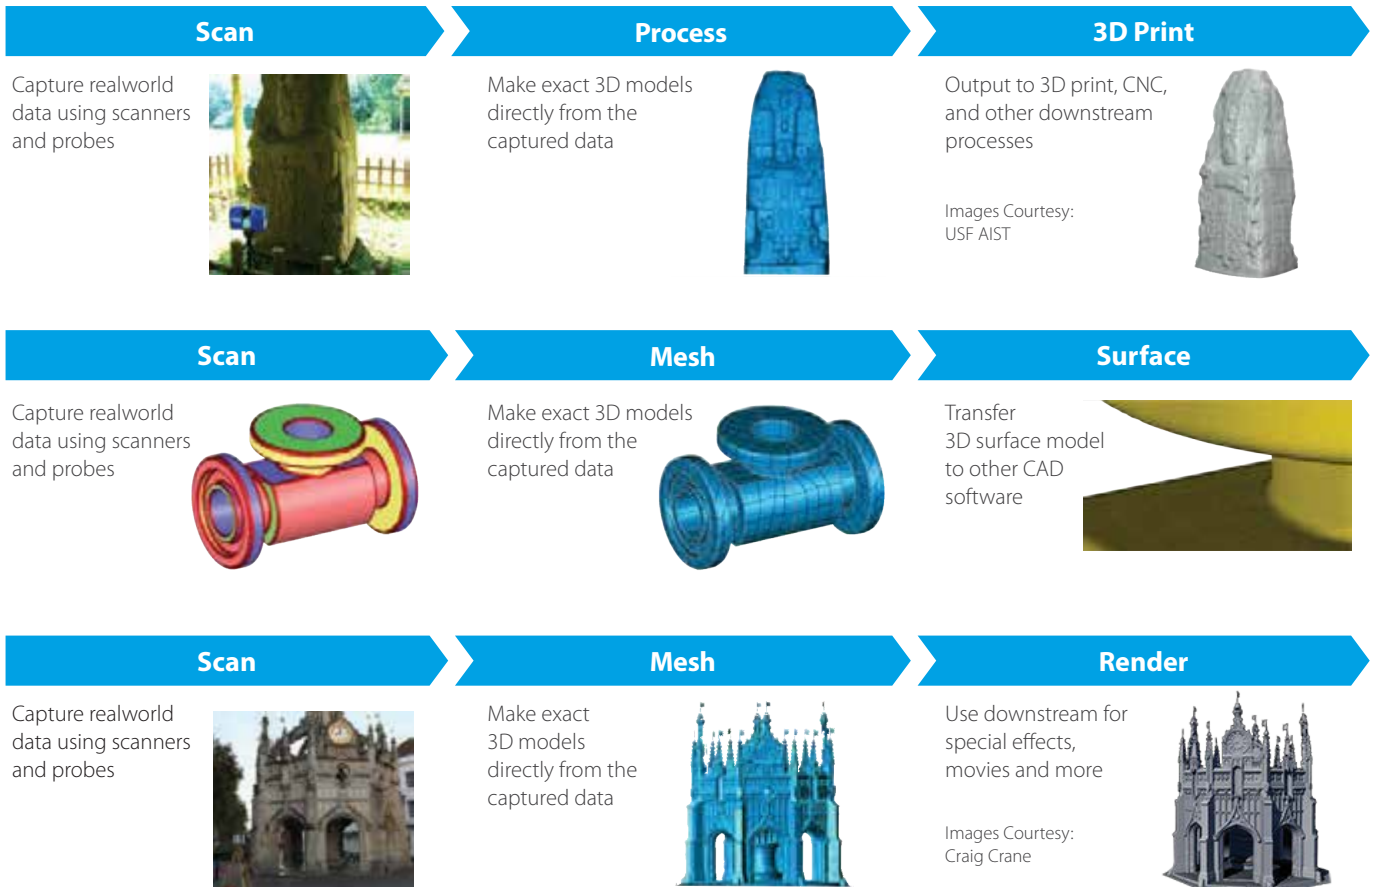 Scan
Process
3D Print
Capture realworld
data using scanners
and probes
Make exact 3D models
directly from the
captured data
Output to 3D print, CNC,
and other downstream
processes
Images Courtesy:
USF AIST
Scan
Mesh
Surface
Capture realworld
data using scanners
and probes
Make exact 3D models
directly from the
captured data
Transfer
3D surface model
to other CAD
software
Scan
Mesh
Render
Capture realworld
data using scanners
and probes
Make exact
3D models
directly from the
captured data
Use downstream for
special effects,
movies and more
Images Courtesy:
Craig Crane